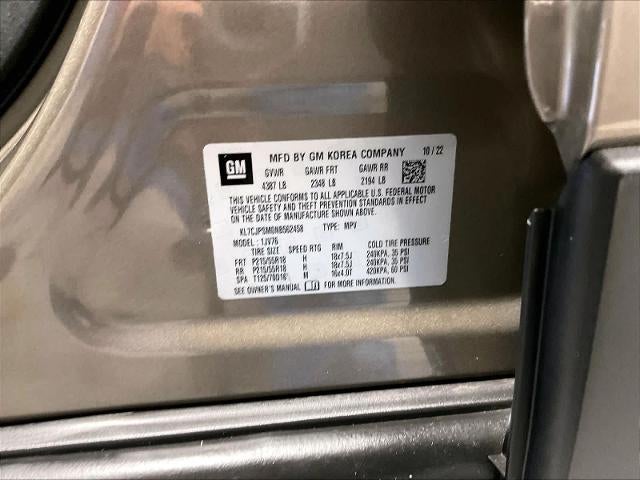 GM
MFD BY GM KOREA COMPANY 10/22
GVWR GAWR FRT GAWR RR
4387 LB 2348 LB 2194 LB
THIS VEHICLE CONFORMS TO ALL APPLICABLE U.S. FEDERAL MOTOR
VEHICLE SAFETY AND THEFT PREVENTION STANDARDS IN EFFECT
ON THE DATE OF MANUFACTURE SHOWN ABOVE.
KL7CJPSM0NB562458 TYPE: MPV
MODEL: 1JV76
TIRE SIZE SPEED RTG RIM COLD TIRE PRESSURE
FRT P215/55R18 H 18x7.5J 240KPA, 35 PSI
RR P215/55R18 H 18x7.5J 240KPA, 35 PSI
SPA T125/70D16 M 16x4.0T 420KPA, 60 PSI
SEE OWNER'S MANUAL FOR MORE INFORMATION.